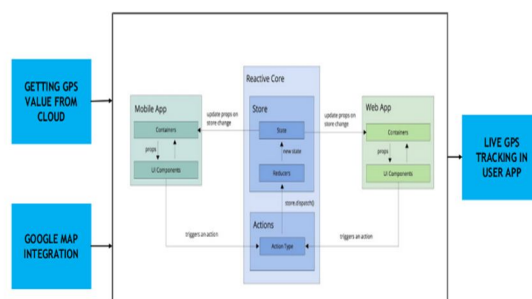 GETTING GPS
VALUE FROM
CLOUD
GOOGLE MAP
INTEGRATION
Mobile App
Containers
props
UI Components
update props on
store change
triggers an action
Reactive Core
Store
State
new state
Reducers
store.dispatch()
Actions
Action Type
update props on
store change
triggers an action
Web App
Containers
props
UI Components
LIVE GPS
TRACKING IN
USER APP